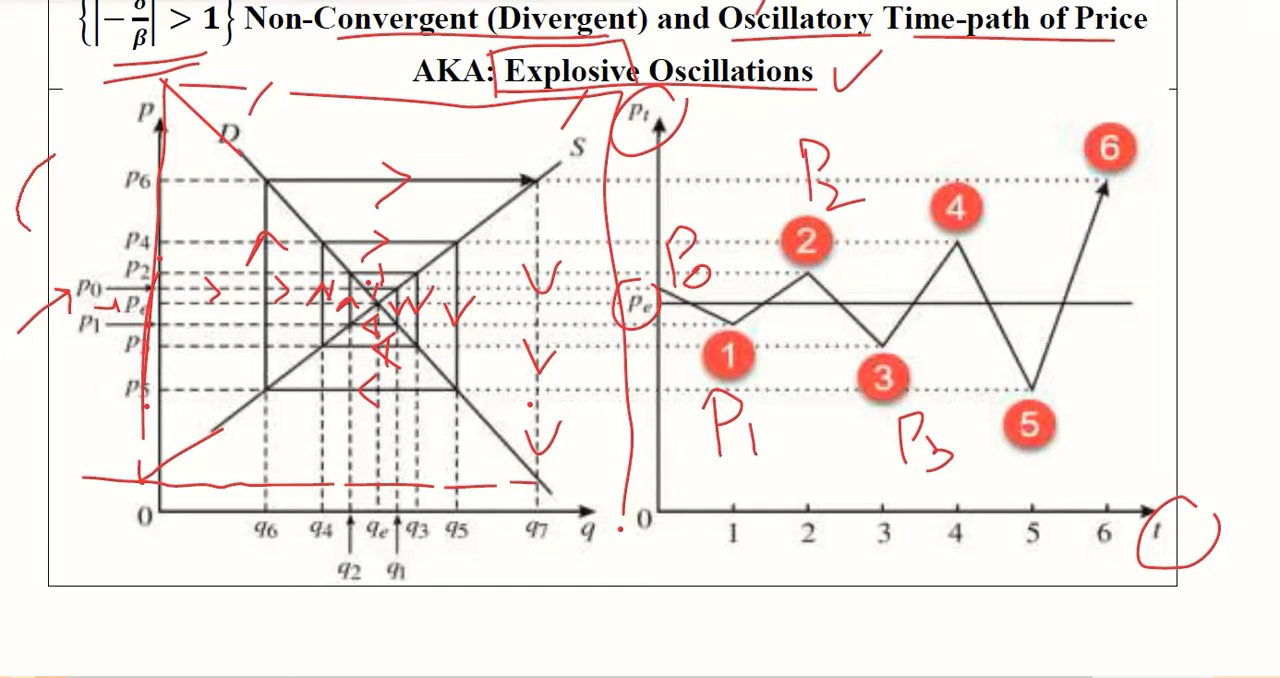 {|−δ/β| > 1} Non-Convergent (Divergent) and Oscillatory Time-path of Price
AKA: Explosive Oscillations
p
D
S
p6
p4
p2
p0
pe
p1
p
p5
0
q6 q4 qe q3 q5 q7 q
q2 q1
pt
P2
6
4
2
P0
pe
1
3
5
P1
P3
0
1 2 3 4 5 6 t